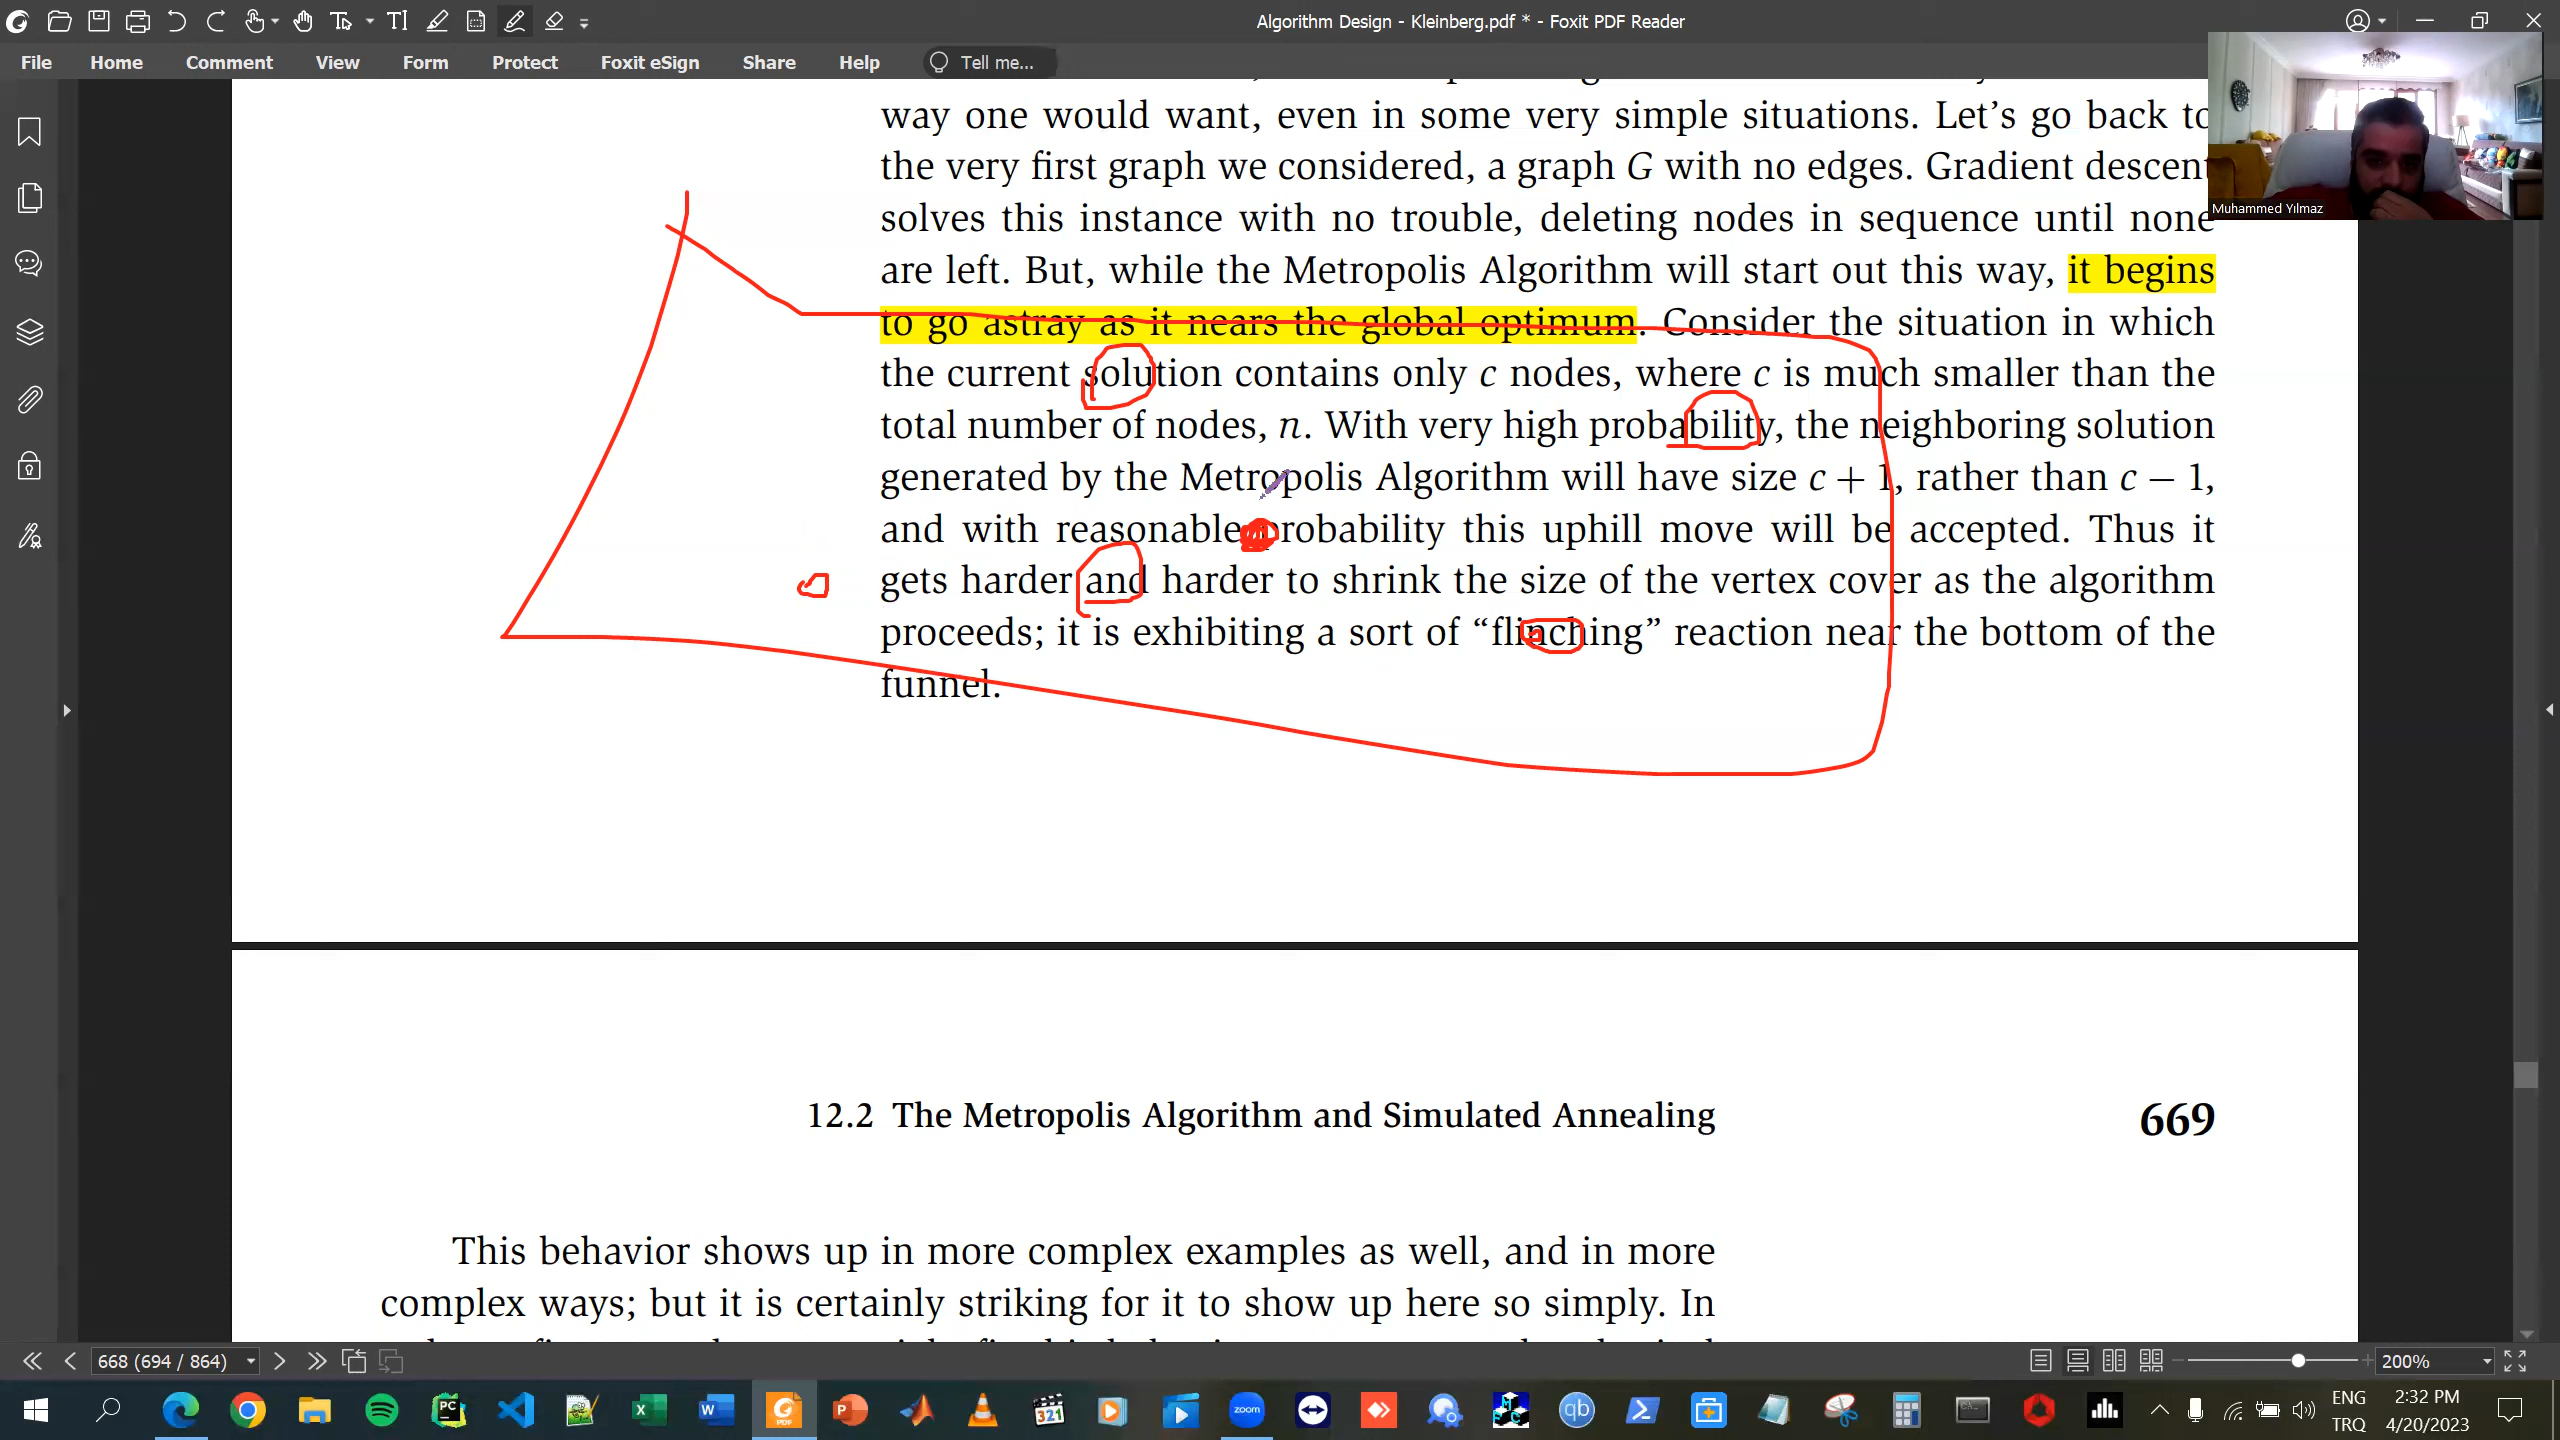 Algorithm Design - Kleinberg.pdf * - Foxit PDF Reader
File Home Comment View Form Protect Foxit eSign Share Help Tell me...
way one would want, even in some very simple situations. Let’s go back to
the very first graph we considered, a graph G with no edges. Gradient descent
solves this instance with no trouble, deleting nodes in sequence until none
are left. But, while the Metropolis Algorithm will start out this way, it begins
to go astray as it nears the global optimum. Consider the situation in which
the current solution contains only c nodes, where c is much smaller than the
total number of nodes, n. With very high probability, the neighboring solution
generated by the Metropolis Algorithm will have size c + 1, rather than c − 1,
and with reasonable probability this uphill move will be accepted. Thus it
gets harder and harder to shrink the size of the vertex cover as the algorithm
proceeds; it is exhibiting a sort of “flinching” reaction near the bottom of the
funnel.
Muhammed Yılmaz
12.2 The Metropolis Algorithm and Simulated Annealing 669
This behavior shows up in more complex examples as well, and in more
complex ways; but it is certainly striking for it to show up here so simply. In
668 (694 / 864) 200%
ENG 2:32 PM
TRQ 4/20/2023